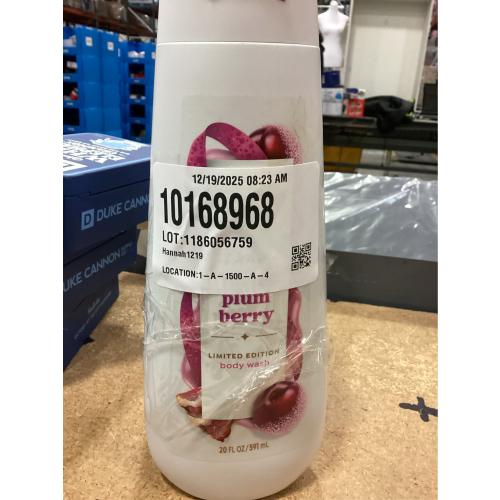 12/19/2025 08:23 AM
10168968
LOT:1186056759
Hannah1219
LOCATION:1-A-1500-A-4
plum
berry
LIMITED EDITION
body wash
20 FL OZ/591 mL
DUKE CANNON
DUKE CANNON